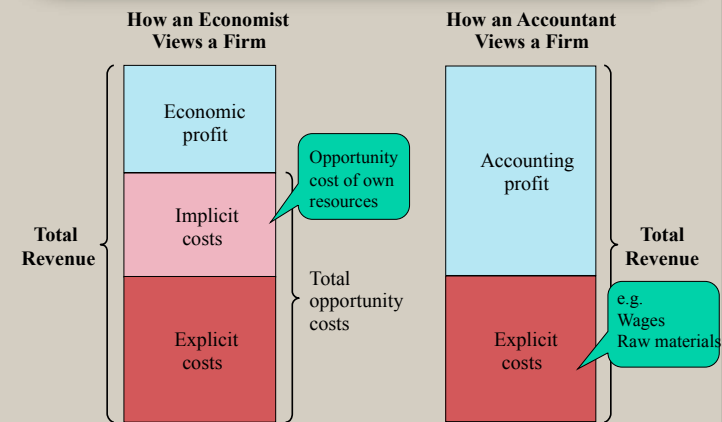 How an Economist
Views a Firm
How an Accountant
Views a Firm
Economic
profit
Opportunity
cost of own
resources
Implicit
costs
Total
Revenue
Total
opportunity
costs
Explicit
costs
Accounting
profit
Total
Revenue
e.g.
Wages
Raw materials
Explicit
costs